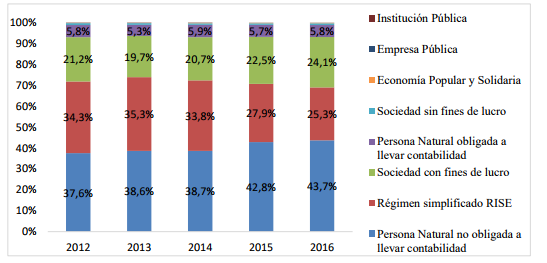 100%
90%
80%
70%
60%
50%
40%
30%
20%
10%
0%
5,8% 5,3% 5,9% 5,7% 5,8%
21,2% 19,7% 20,7% 22,5% 24,1%
34,3% 35,3% 33,8% 27,9% 25,3%
37,6% 38,6% 38,7% 42,8% 43,7%
2012 2013 2014 2015 2016
Institución Pública
Empresa Pública
Economía Popular y Solidaria
Sociedad sin fines de lucro
Persona Natural obligada a
llevar contabilidad
Sociedad con fines de lucro
Régimen simplificado RISE
Persona Natural no obligada a
llevar contabilidad